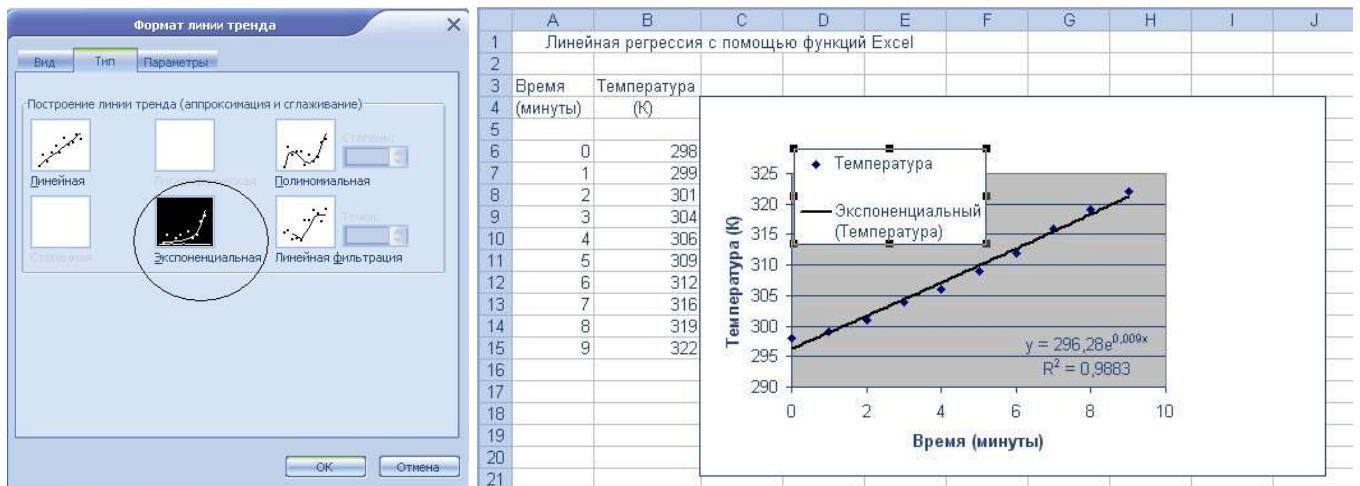 Формат линии тренда
Вид Тип Параметры
Построение линии тренда (аппроксимация и сглаживание)
Степень:
Линейная Логарифмическая Полиномиальная
Точки:
Степенная Экспоненциальная Линейная фильтрация
ОК Отмена
A B C D E F G H I J
1 Линейная регрессия с помощью функций Excel
2
3 Время Температура
4 (минуты) (К)
5
6 0 298
7 1 299
8 2 301
9 3 304
10 4 306
11 5 309
12 6 312
13 7 316
14 8 319
15 9 322
16
17
18
19
20
21
Температура
Экспоненциальный
(Температура)
325
320
315
310
305
300
295
290
Температура (К)
y = 296,28e^0,009x
R² = 0,9883
0 2 4 6 8 10
Время (минуты)